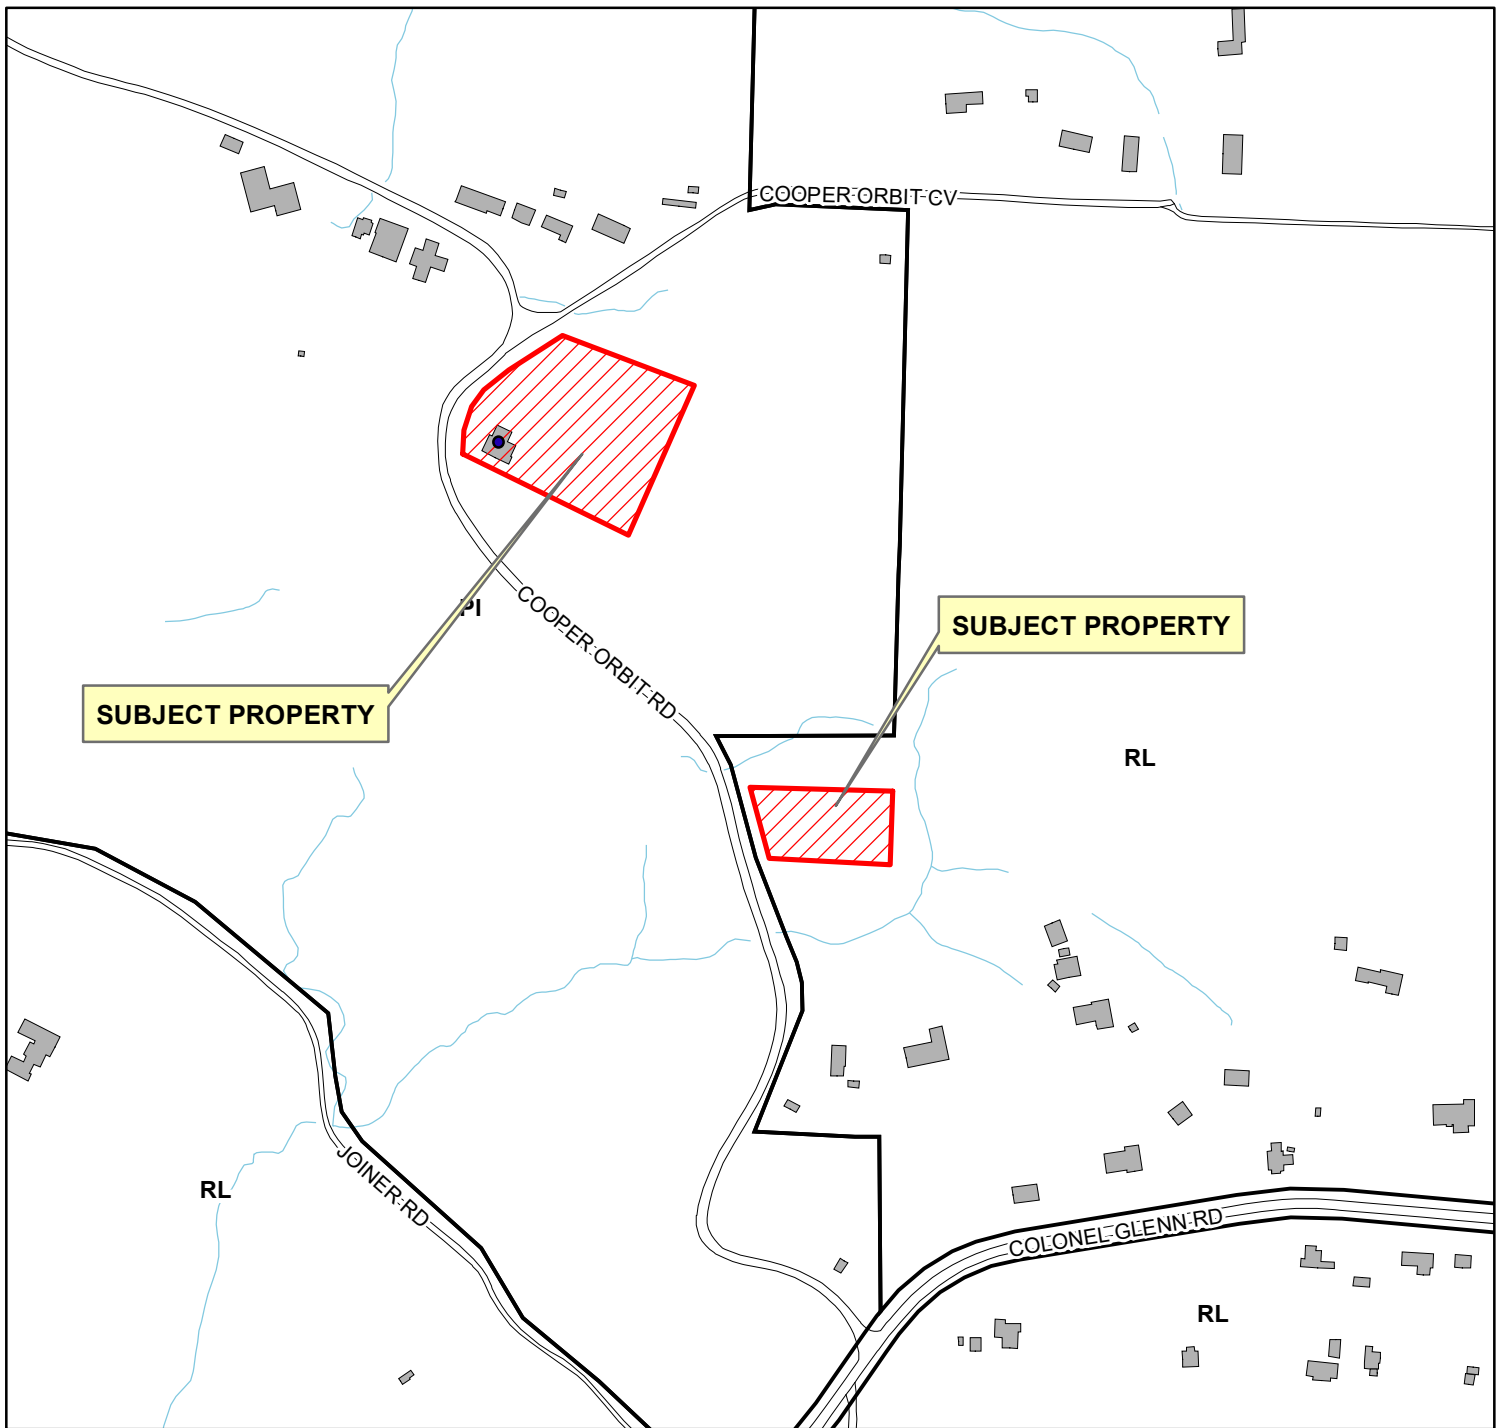 COOPER ORBIT CV
PI
COOPER ORBIT RD
SUBJECT PROPERTY
SUBJECT PROPERTY
RL
RL
JOINER RD
COLONEL GLENN RD
RL